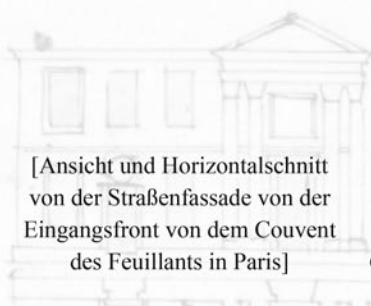 [Ansicht und Horizontalschnitt
von der Straßenfassade von der
Eingangsfront von dem Couvent
des Feuillants in Paris]